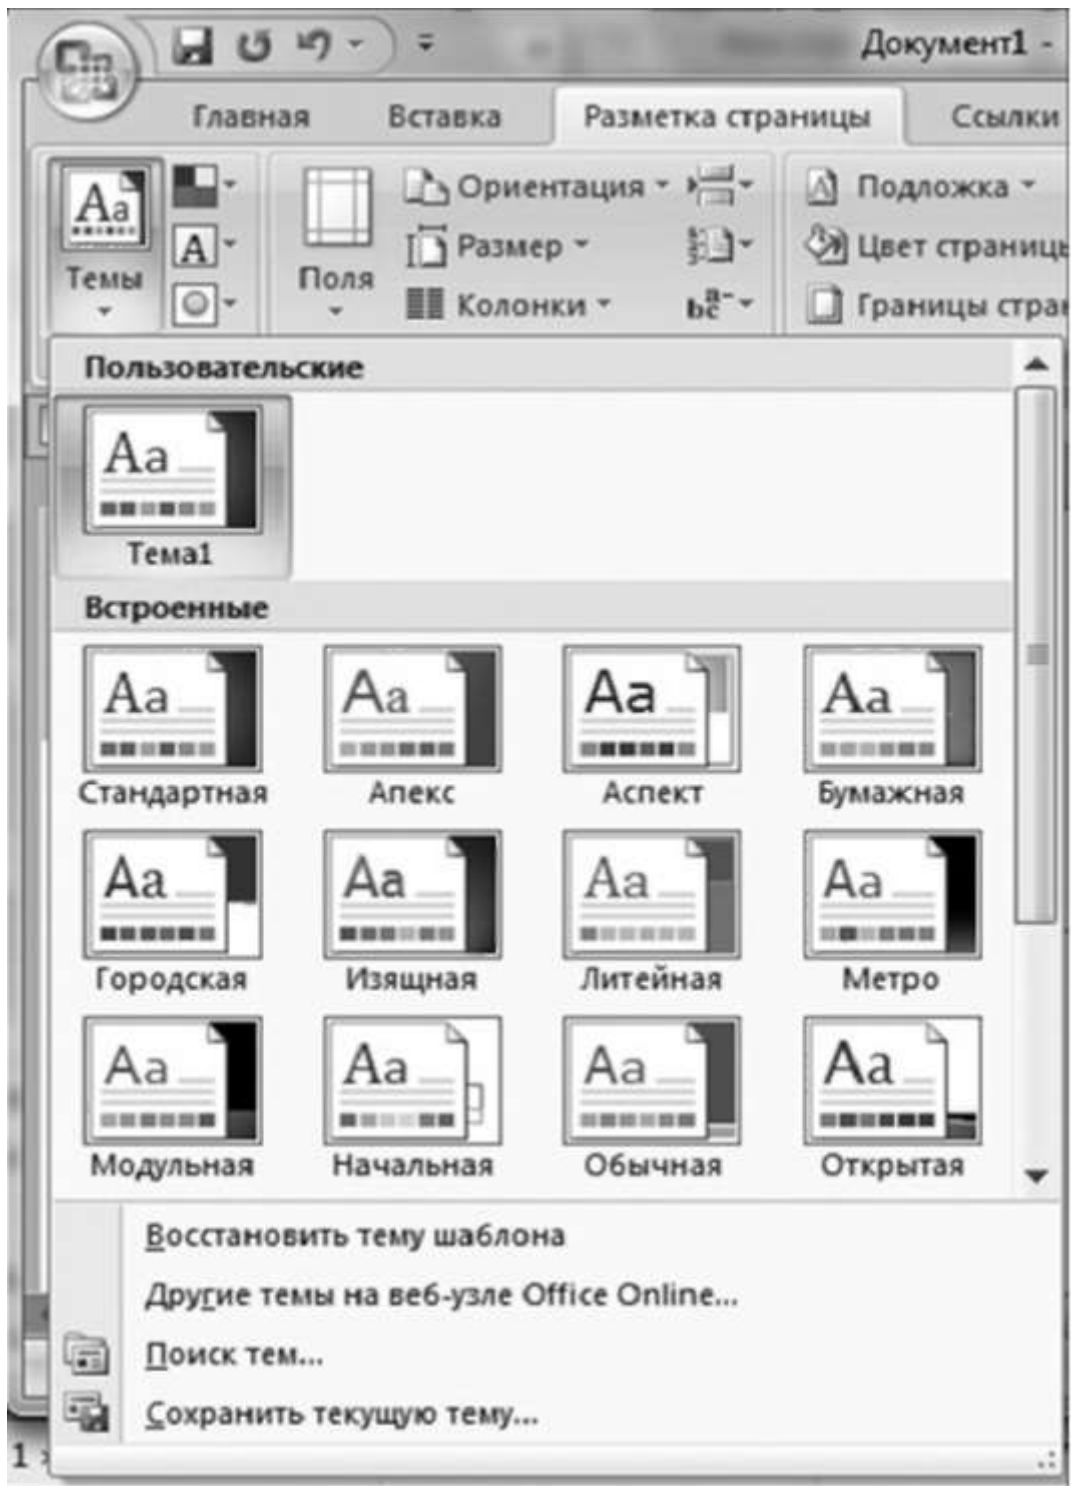 Документ1 -
Главная Вставка Разметка страницы Ссылки
Aa Ориентация Подложка
A Размер Цвет страницы
Темы Поля
Колонки Границы стра
Пользовательские
Aa
Тема1
Встроенные
Aa Aa Aa Aa
Стандартная Апекс Аспект Бумажная
Aa Aa Aa Aa
Городская Изящная Литейная Метро
Aa Aa Aa Aa
Модульная Начальная Обычная Открытая
Восстановить тему шаблона
Другие темы на веб-узле Office Online...
Поиск тем...
Сохранить текущую тему...
1